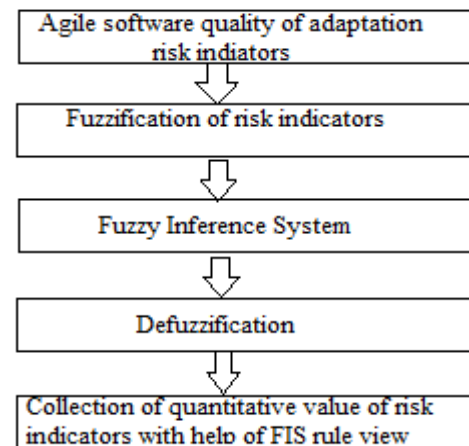 Agile software quality of adaptation
risk indiators
Fuzzification of risk indicators
Fuzzy Inference System
Defuzzification
Collection of quantitative value of risk
indicators with help of FIS rule view